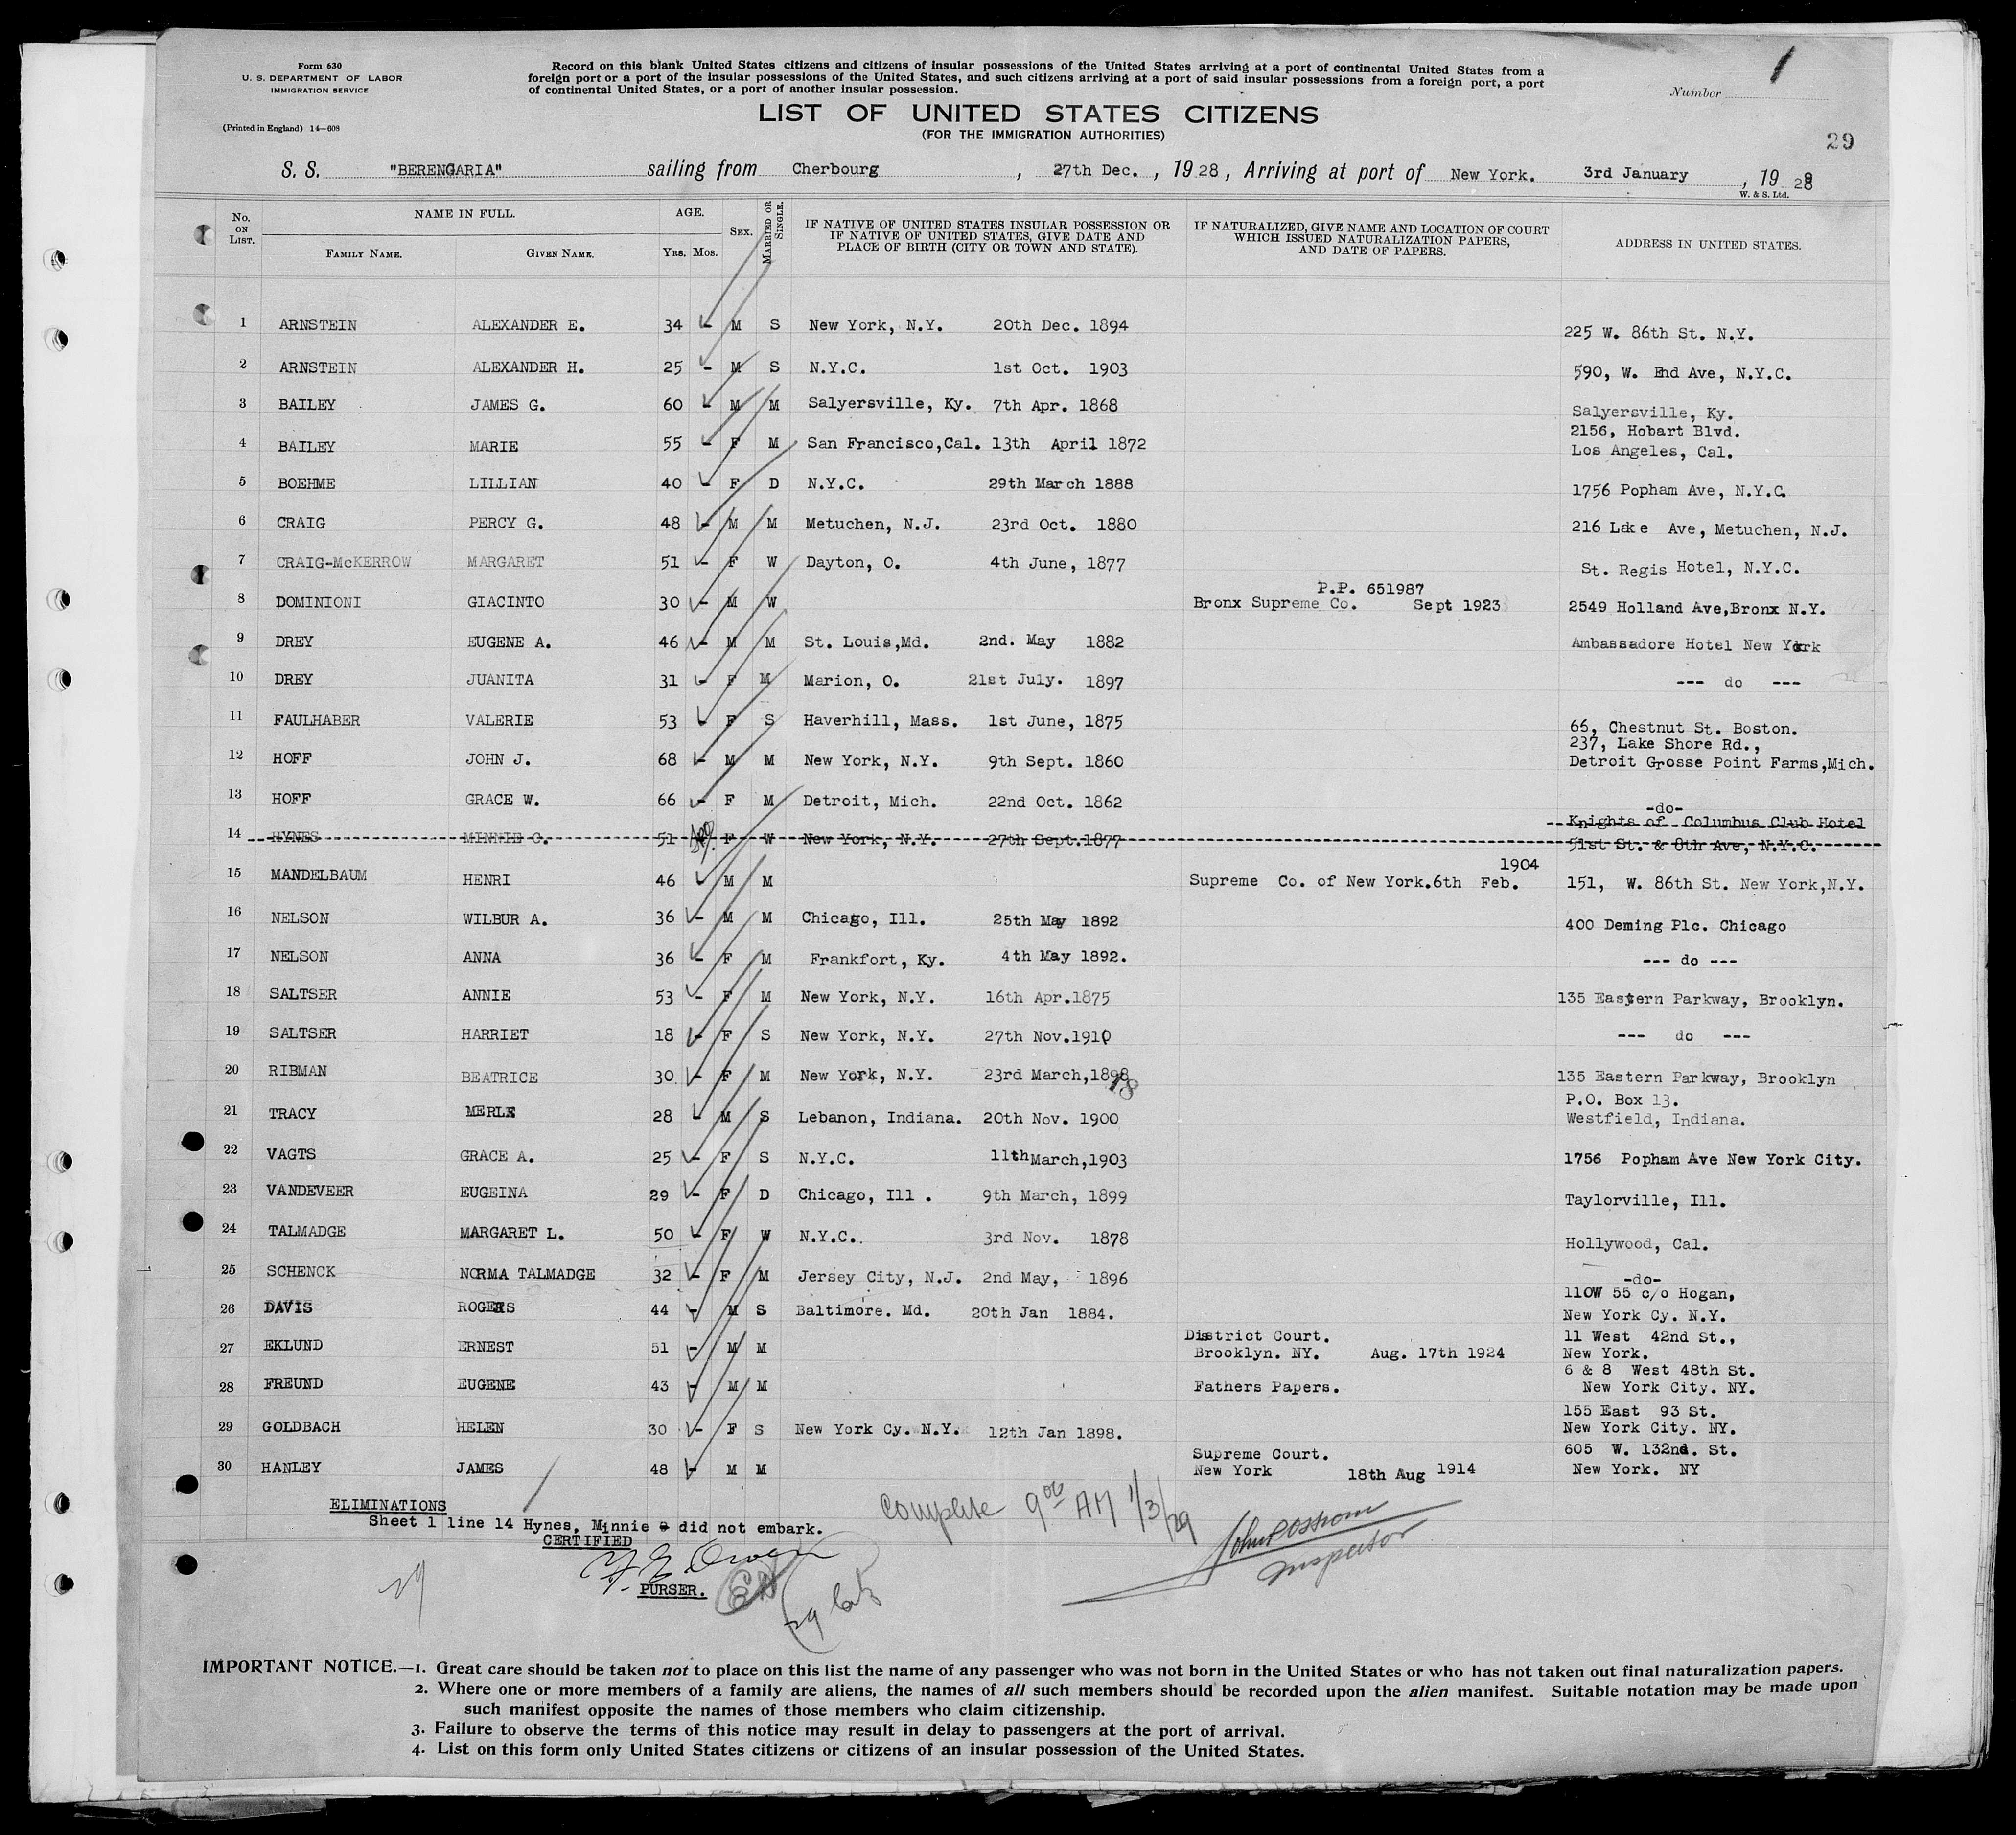 Form 630
U. S. DEPARTMENT OF LABOR
IMMIGRATION SERVICE
(Printed in England) 14—608
Record on this blank United States citizens and citizens of insular possessions of the United States arriving at a port of continental United States from a
foreign port or a port of the insular possessions of the United States, and such citizens arriving at a port of said insular possessions from a foreign port, a port
of continental United States, or a port of another insular possession.
Number 1
LIST OF UNITED STATES CITIZENS
(FOR THE IMMIGRATION AUTHORITIES)
29
S. S. "BERENGARIA" sailing from Cherbourg , 27th Dec. , 1928, Arriving at port of New York. 3rd January , 1928
W. & S. Ltd.
No. ON LIST. NAME IN FULL. AGE. SEX. MARRIED OR SINGLE. IF NATIVE OF UNITED STATES INSULAR POSSESSION OR IF NATIVE OF UNITED STATES, GIVE DATE AND PLACE OF BIRTH (CITY OR TOWN AND STATE). IF NATURALIZED, GIVE NAME AND LOCATION OF COURT WHICH ISSUED NATURALIZATION PAPERS, AND DATE OF PAPERS. ADDRESS IN UNITED STATES.
FAMILY NAME. GIVEN NAME. YRS. MOS.
1 ARNSTEIN ALEXANDER E. 34 - M S New York, N.Y. 20th Dec. 1894 225 W. 86th St. N.Y.
2 ARNSTEIN ALEXANDER H. 25 - M S N.Y.C. 1st Oct. 1903 590, W. End Ave, N.Y.C.
3 BAILEY JAMES G. 60 - M M Salyersville, Ky. 7th Apr. 1868 Salyersville, Ky.
4 BAILEY MARIE 55 - F M San Francisco,Cal. 13th April 1872 2156, Hobart Blvd.
Los Angeles, Cal.
5 BOEHME LILLIAN 40 - F D N.Y.C. 29th March 1888 1756 Popham Ave, N.Y.C.
6 CRAIG PERCY G. 48 - M M Metuchen, N.J. 23rd Oct. 1880 216 Lake Ave, Metuchen, N.J.
7 CRAIG-McKERROW MARGARET 51 - F W Dayton, O. 4th June, 1877 St. Regis Hotel, N.Y.C.
P.P. 651987
8 DOMINIONI GIACINTO 30 - M W Bronx Supreme Co. Sept 1923 2549 Holland Ave,Bronx N.Y.
9 DREY EUGENE A. 46 - M M St. Louis,Md. 2nd. May 1882 Ambassadore Hotel New York
10 DREY JUANITA 31 - F M Marion, O. 21st July. 1897 --- do ---
11 FAULHABER VALERIE 53 - F S Haverhill, Mass. 1st June, 1875 66, Chestnut St. Boston.
237, Lake Shore Rd.,
12 HOFF JOHN J. 68 - M M New York, N.Y. 9th Sept. 1860 Detroit Grosse Point Farms,Mich.
13 HOFF GRACE W. 66 - F M Detroit, Mich. 22nd Oct. 1862 -do-
Knights of Columbus Club Hotel
14 HYNES MINNIE C. 51 F W New York, N.Y. 27th Sept.1877 51st St. & 8th Ave, N.Y.C.
1904
15 MANDELBAUM HENRI 46 - M M Supreme Co. of New York.6th Feb. 151, W. 86th St. New York,N.Y.
16 NELSON WILBUR A. 36 - M M Chicago, Ill. 25th May 1892 400 Deming Plc. Chicago
17 NELSON ANNA 36 - F M Frankfort, Ky. 4th May 1892. --- do ---
18 SALTSER ANNIE 53 - F M New York, N.Y. 16th Apr.1875 135 Eastern Parkway, Brooklyn.
19 SALTSER HARRIET 18 - F S New York, N.Y. 27th Nov.1910 --- do ---
20 RIBMAN BEATRICE 30 - F M New York, N.Y. 23rd March,1898 18 135 Eastern Parkway, Brooklyn
P.O. Box 13.
21 TRACY MERLE 28 - M S Lebanon, Indiana. 20th Nov. 1900 Westfield, Indiana.
22 VAGTS GRACE A. 25 - F S N.Y.C. 11th March,1903 1756 Popham Ave New York City.
23 VANDEVEER EUGEINA 29 - F D Chicago, Ill . 9th March, 1899 Taylorville, Ill.
24 TALMADGE MARGARET L. 50 - F W N.Y.C. 3rd Nov. 1878 Hollywood, Cal.
25 SCHENCK NORMA TALMADGE 32 - F M Jersey City, N.J. 2nd May, 1896 -do-
110W 55 c/o Hogan,
26 DAVIS ROGERS 44 - M S Baltimore. Md. 20th Jan 1884. New York Cy. N.Y.
District Court. 11 West 42nd St.,
27 EKLUND ERNEST 51 - M M Brooklyn. NY. Aug. 17th 1924 New York.
6 & 8 West 48th St.
28 FREUND EUGENE 43 - M M Fathers Papers. New York City. NY.
155 East 93 St.
29 GOLDBACH HELEN 30 - F S New York Cy. N.Y. 12th Jan 1898. New York City. NY.
Supreme Court. 605 W. 132nd. St.
30 HANLEY JAMES 48 - M M New York 18th Aug 1914 New York. NY
ELIMINATIONS
Sheet 1 line 14 Hynes, Minnie did not embark.
CERTIFIED
Complete 9 00 AM 1/3/29
F. E. Owen
PURSER.
Inspector
29
IMPORTANT NOTICE.—1. Great care should be taken not to place on this list the name of any passenger who was not born in the United States or who has not taken out final naturalization papers.
2. Where one or more members of a family are aliens, the names of all such members should be recorded upon the alien manifest. Suitable notation may be made upon
such manifest opposite the names of those members who claim citizenship.
3. Failure to observe the terms of this notice may result in delay to passengers at the port of arrival.
4. List on this form only United States citizens or citizens of an insular possession of the United States.